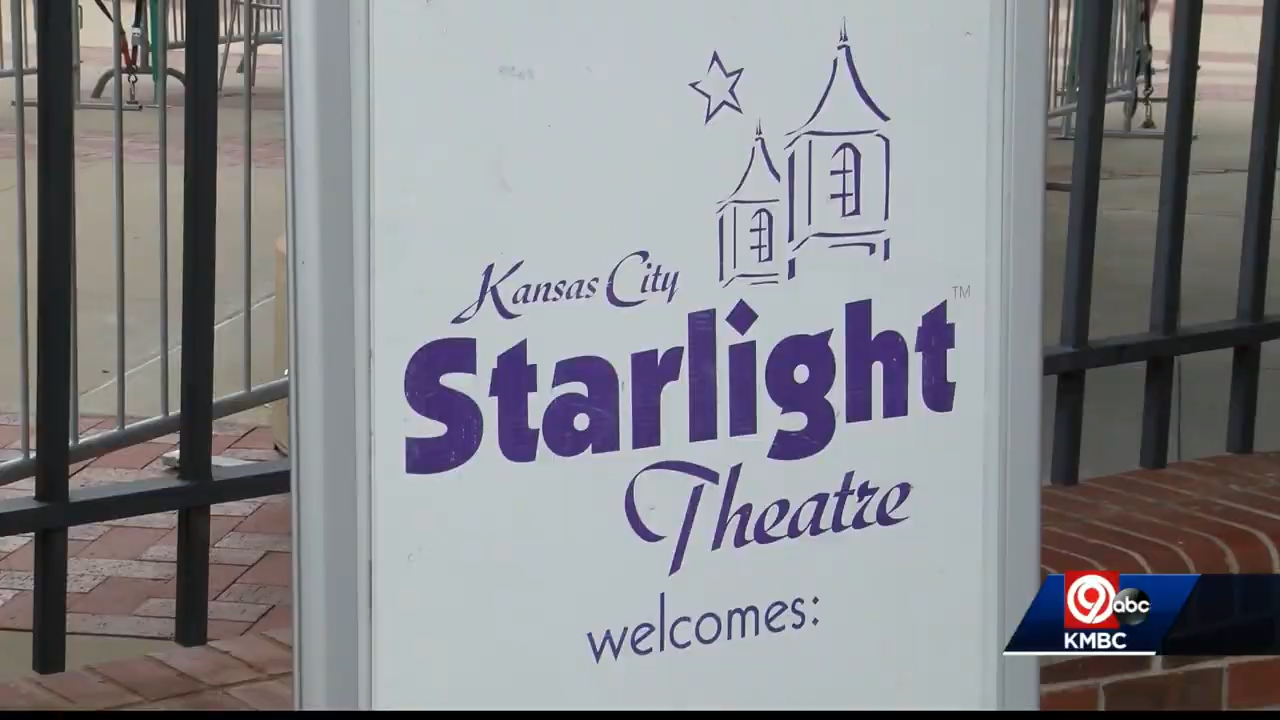 Kansas City
Starlight TM
Theatre
welcomes:
9 abc
KMBC